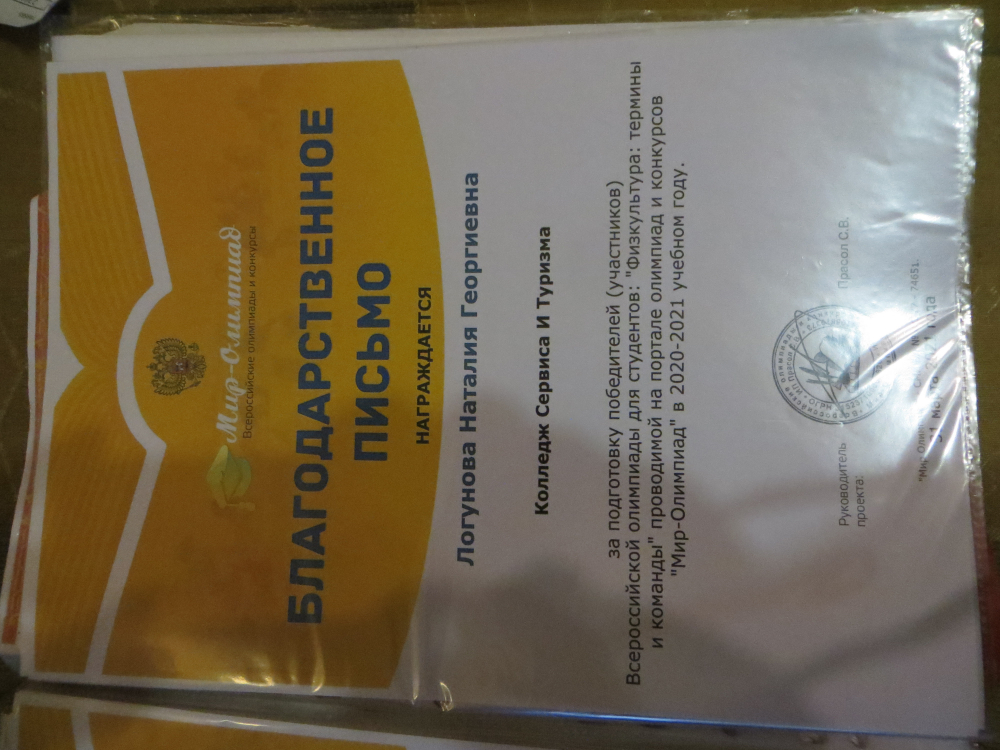 Мир-Олимпиад
Всероссийские олимпиады и конкурсы
БЛАГОДАРСТВЕННОЕ
ПИСЬМО
НАГРАЖДАЕТСЯ
Логунова Наталия Георгиевна
Колледж Сервиса И Туризма
за подготовку победителей (участников)
Всероссийской олимпиады для студентов: "Физкультура: термины
и команды" проводимой на портале олимпиад и конкурсов
"Мир-Олимпиад" в 2020-2021 учебном году.
Руководитель
проекта:
Пресол С.В.